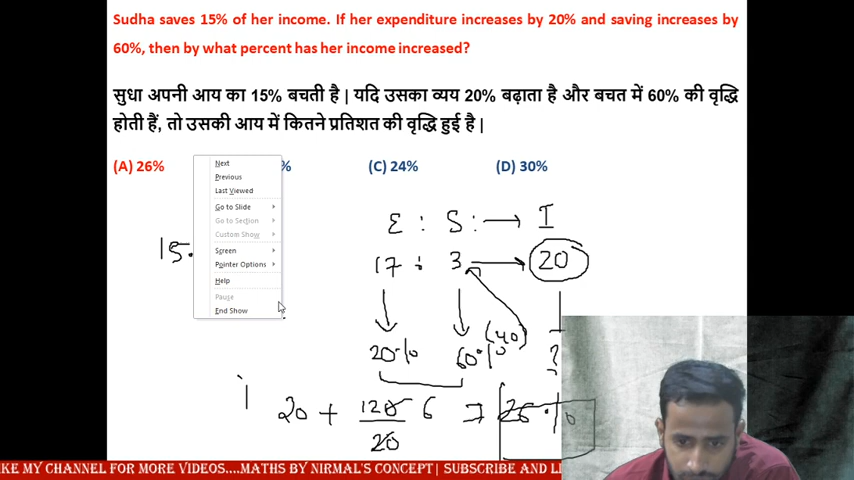 Sudha saves 15% of her income. If her expenditure increases by 20% and saving increases by
60%, then by what percent has her income increased?
सुधा अपनी आय का 15% बचती है | यदि उसका व्यय 20% बढ़ाता है और बचत में 60% की वृद्धि
होती हैं, तो उसकी आय में कितने प्रतिशत की वृद्धि हुई है |
(A) 26% % (C) 24% (D) 30%
Next
Previous
Last Viewed
Go to Slide
Go to Section
Custom Show
Screen
Pointer Options
Help
Pause
End Show
E : S : → I
15.
17 : 3 → 20
(40)
20% 60% ?
20 + 120/20 6 ⇒ 26%
KE MY CHANNEL FOR MORE VIDEOS....MATHS BY NIRMAL'S CONCEPT| SUBSCRIBE AND LI